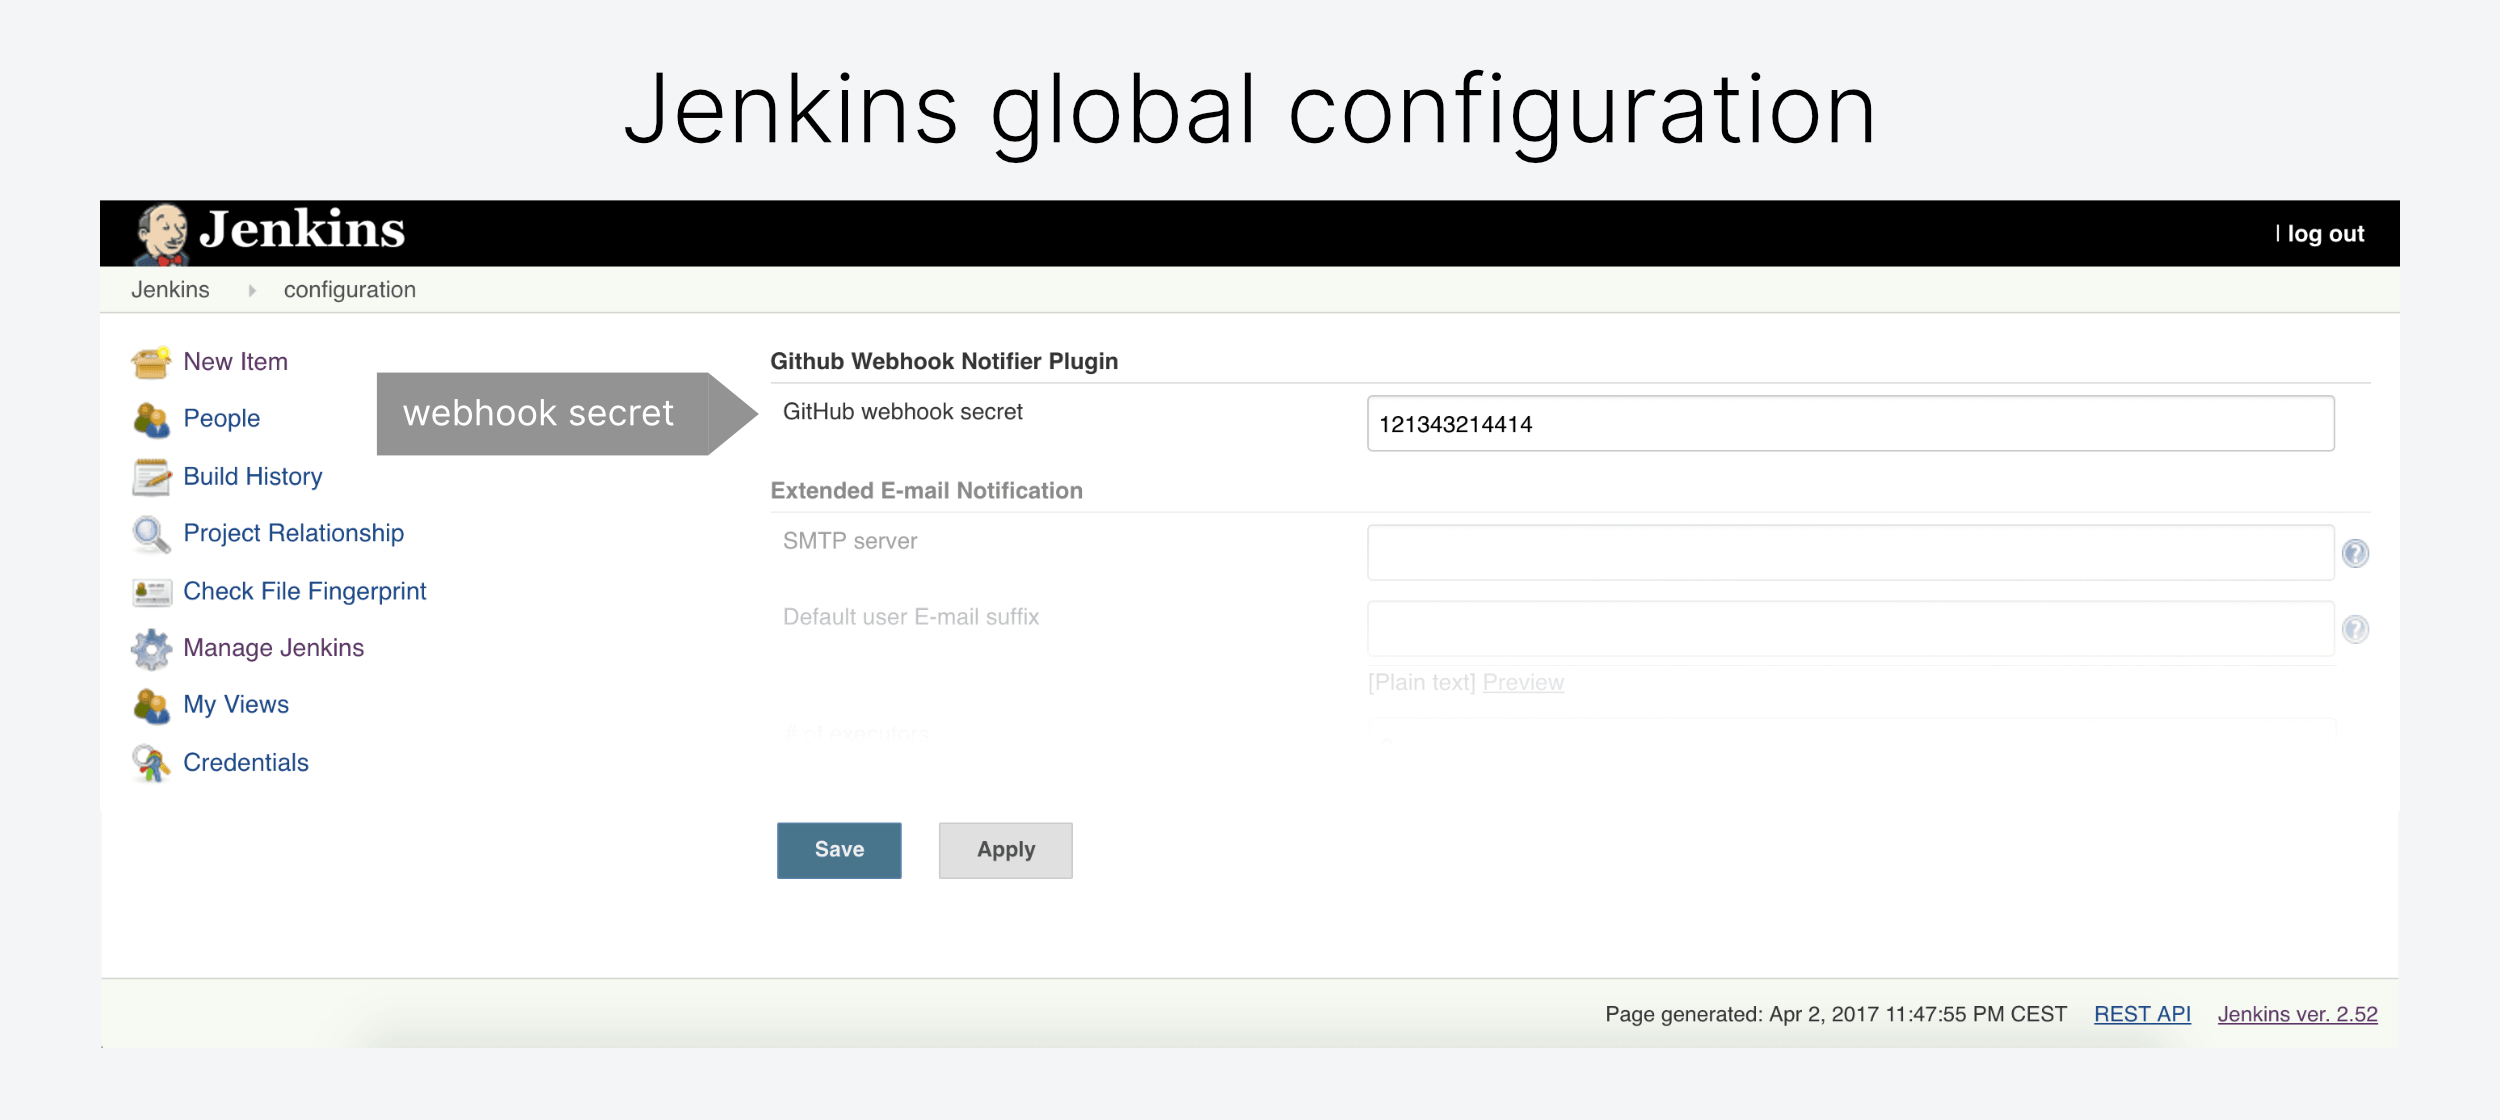 Jenkins global configuration
Jenkins
| log out
Jenkins configuration
New Item
People
Build History
Project Relationship
Check File Fingerprint
Manage Jenkins
My Views
Credentials
webhook secret
Github Webhook Notifier Plugin
GitHub webhook secret 121343214414
Extended E-mail Notification
SMTP server
Default user E-mail suffix
[Plain text] Preview
# of executors
Save Apply
Page generated: Apr 2, 2017 11:47:55 PM CEST REST API Jenkins ver. 2.52